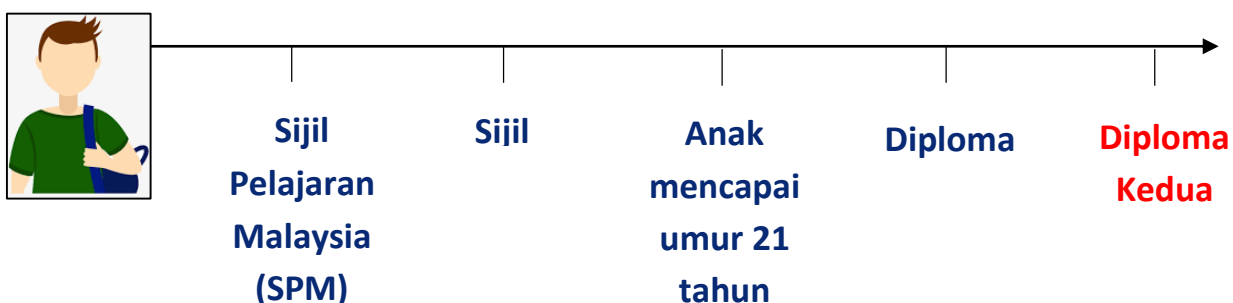 Sijil
Pelajaran
Malaysia
(SPM)
Sijil
Anak
mencapai
umur 21
tahun
Diploma
Diploma
Kedua